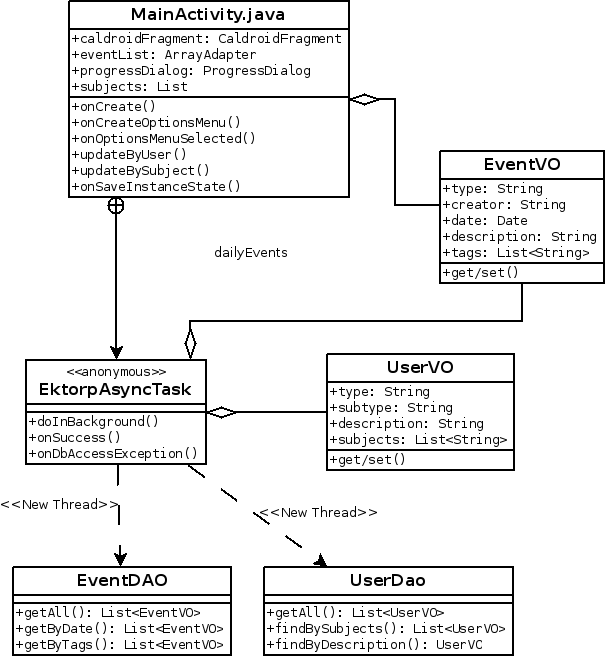 MainActivity.java
+caldroidFragment: CaldroidFragment
+eventList: ArrayAdapter
+progressDialog: ProgressDialog
+subjects: List
+onCreate()
+onCreateOptionsMenu()
+onOptionsMenuSelected()
+updateByUser()
+updateBySubject()
+onSaveInstanceState()
EventVO
+type: String
+creator: String
+date: Date
+description: String
+tags: List<String>
+get/set()
dailyEvents
<<anonymous>>
EktorpAsyncTask
+doInBackground()
+onSuccess()
+onDbAccessException()
UserVO
+type: String
+subtype: String
+description: String
+subjects: List<String>
+get/set()
<<New Thread>>
<<New Thread>>
EventDAO
+getAll(): List<EventVO>
+getByDate(): List<EventVO>
+getByTags(): List<EventVO>
UserDao
+getAll(): List<UserVO>
+findBySubjects(): List<UserVO>
+findByDescription(): UserVO